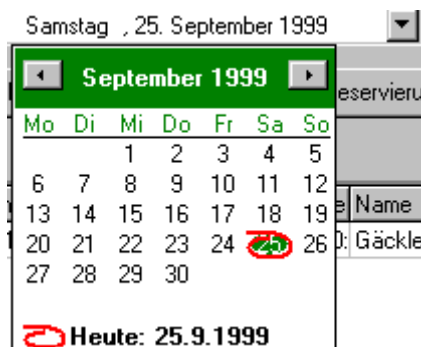 Samstag , 25. September 1999
September 1999
eservieru
Mo Di Mi Do Fr Sa So
1 2 3 4 5
6 7 8 9 10 11 12
13 14 15 16 17 18 19
Name
20 21 22 23 24 25 26
Gäckle
27 28 29 30
Heute: 25.9.1999